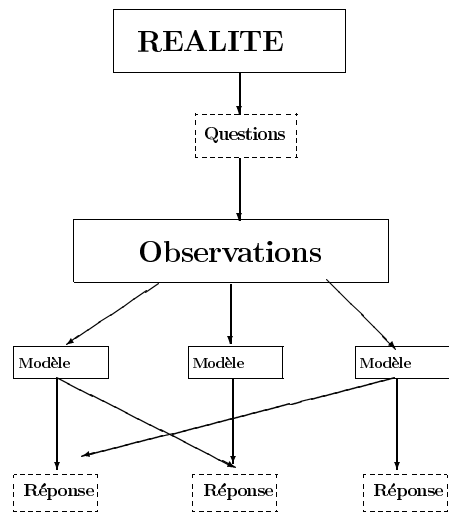 REALITE
Questions
Observations
Modèle
Modèle
Modèle
Réponse
Réponse
Réponse